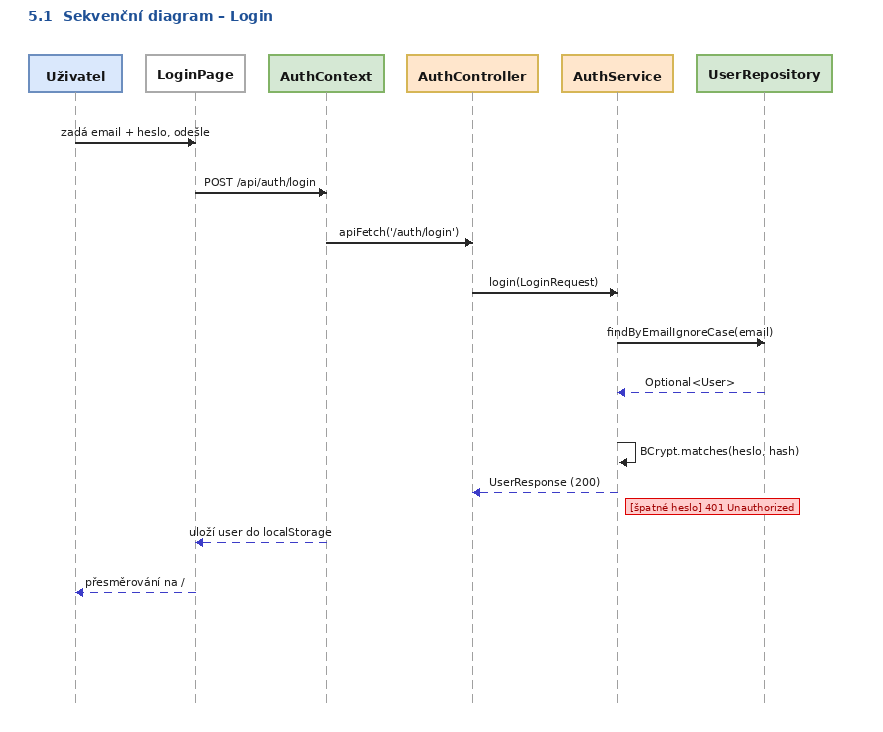 5.1 Sekvenční diagram – Login
Uživatel
LoginPage
AuthContext
AuthController
AuthService
UserRepository
zadá email + heslo, odešle
POST /api/auth/login
apiFetch('/auth/login')
login(LoginRequest)
findByEmailIgnoreCase(email)
Optional<User>
BCrypt.matches(heslo, hash)
UserResponse (200)
[špatné heslo] 401 Unauthorized
uloží user do localStorage
přesměrování na /